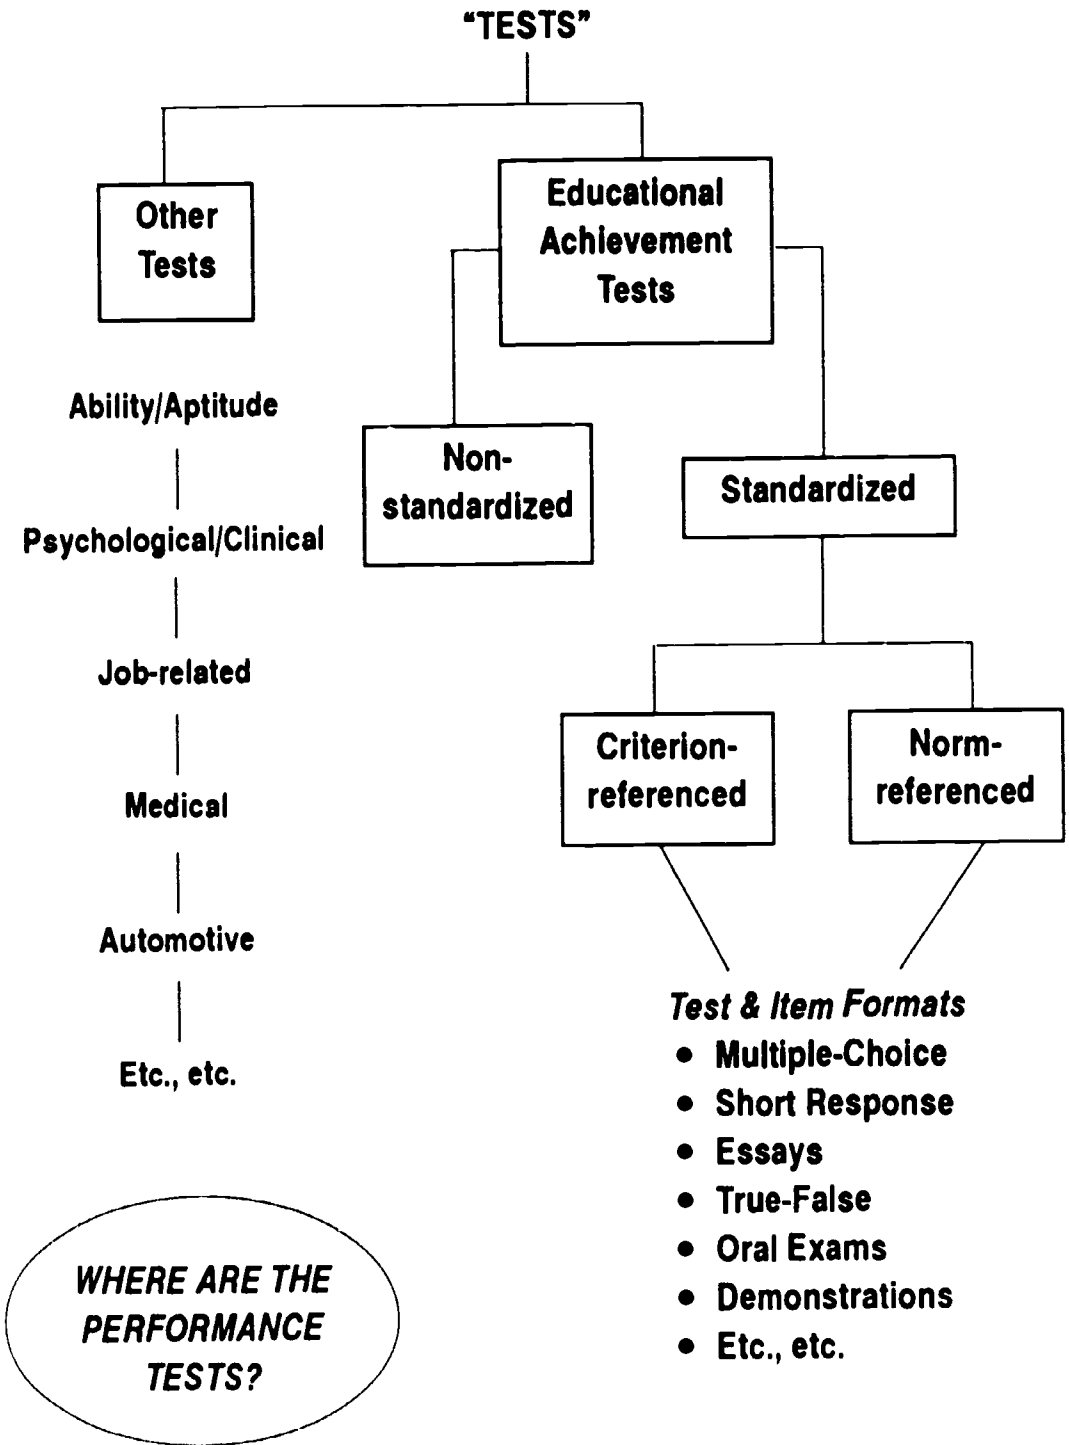 “TESTS”
Other
Tests
Educational
Achievement
Tests
Ability/Aptitude
Psychological/Clinical
Job-related
Medical
Automotive
Etc., etc.
Non-
standardized
Standardized
Criterion-
referenced
Norm-
referenced
Test & Item Formats
• Multiple-Choice
• Short Response
• Essays
• True-False
• Oral Exams
• Demonstrations
• Etc., etc.
WHERE ARE THE
PERFORMANCE
TESTS?